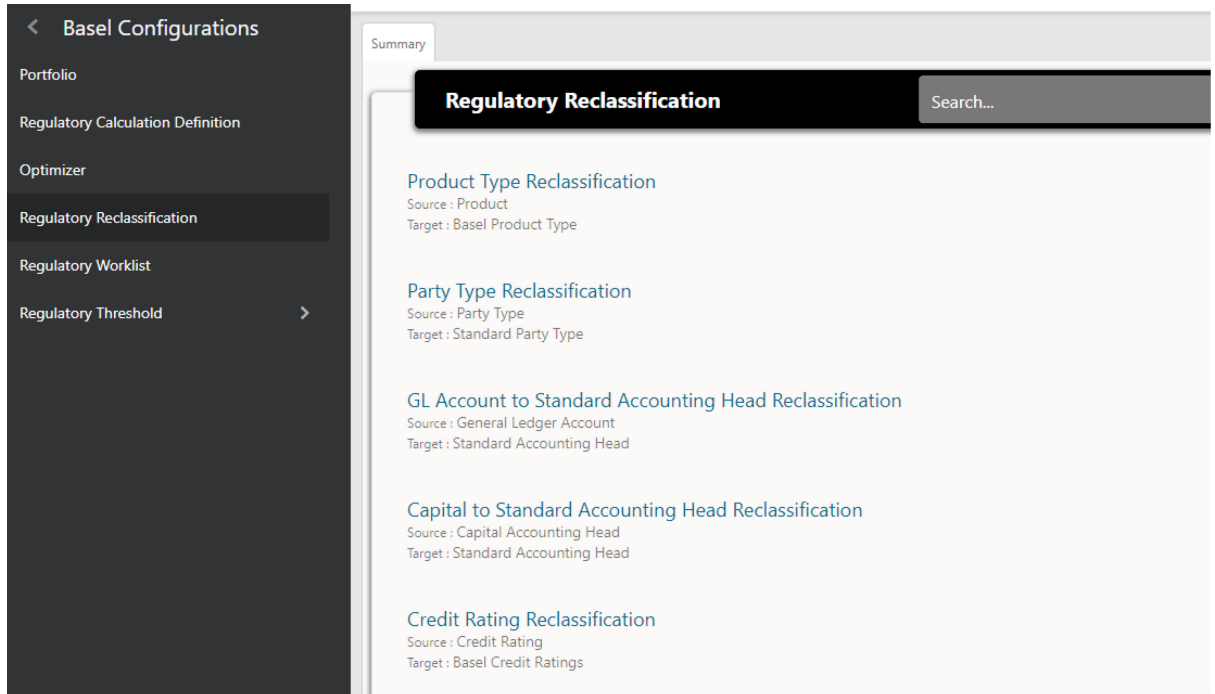 Basel Configurations
Portfolio
Regulatory Calculation Definition
Optimizer
Regulatory Reclassification
Regulatory Worklist
Regulatory Threshold
Summary
Regulatory Reclassification
Search...
Product Type Reclassification
Source : Product
Target : Basel Product Type
Party Type Reclassification
Source : Party Type
Target : Standard Party Type
GL Account to Standard Accounting Head Reclassification
Source : General Ledger Account
Target : Standard Accounting Head
Capital to Standard Accounting Head Reclassification
Source : Capital Accounting Head
Target : Standard Accounting Head
Credit Rating Reclassification
Source : Credit Rating
Target : Basel Credit Ratings